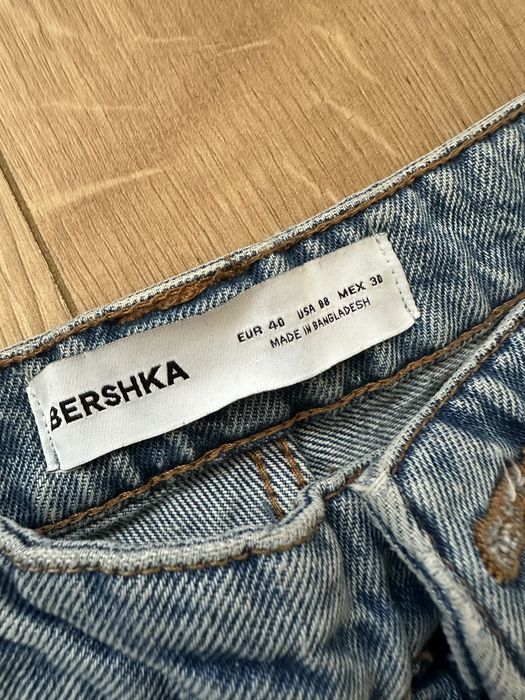 BERSHKA
EUR 40 USA 08 MEX 30
MADE IN BANGLADESH